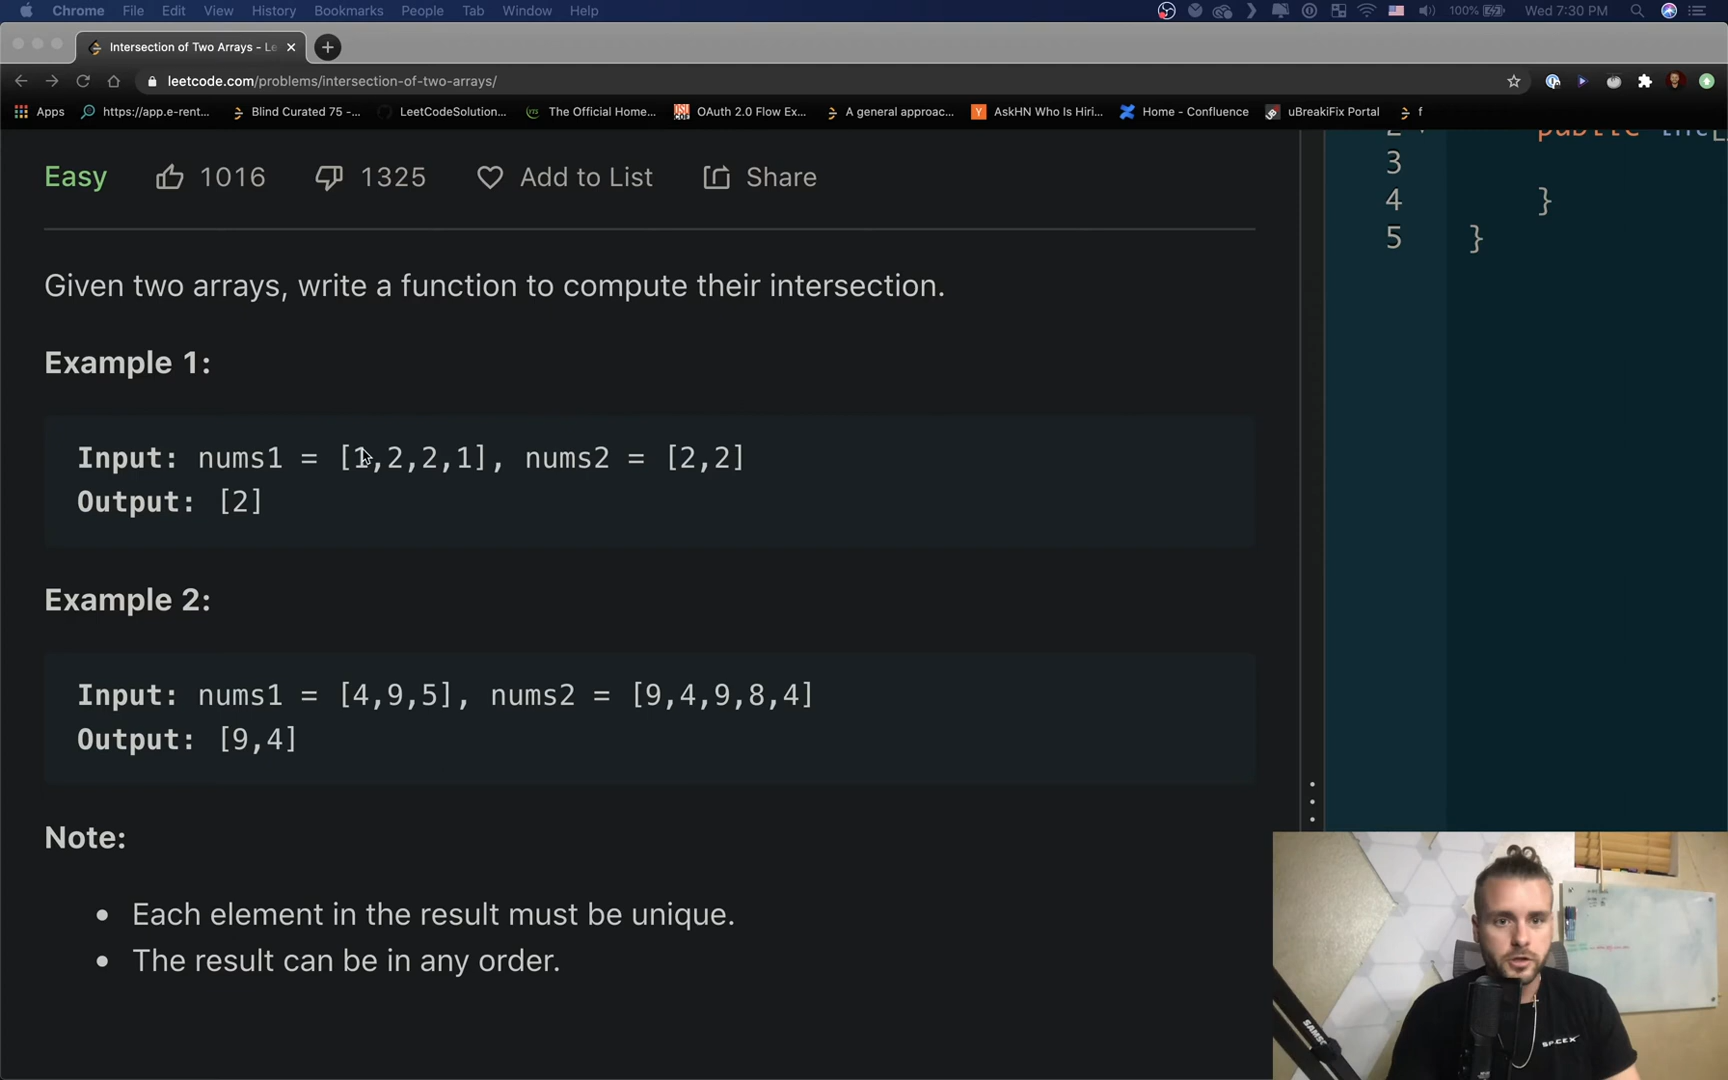 Chrome File Edit View History Bookmarks People Tab Window Help 100% Wed 7:30 PM
Intersection of Two Arrays - Le
leetcode.com/problems/intersection-of-two-arrays/
Apps https://app.e-rent... Blind Curated 75 -... LeetCodeSolution... The Official Home... OAuth 2.0 Flow Ex... A general approac... AskHN Who Is Hiri... Home - Confluence uBreakiFix Portal f
Easy 1016 1325 Add to List Share
Given two arrays, write a function to compute their intersection.
Example 1:
Input: nums1 = [1,2,2,1], nums2 = [2,2]
Output: [2]
Example 2:
Input: nums1 = [4,9,5], nums2 = [9,4,9,8,4]
Output: [9,4]
Note:
• Each element in the result must be unique.
• The result can be in any order.
2 public int[
3
4 }
5 }
SPCEX